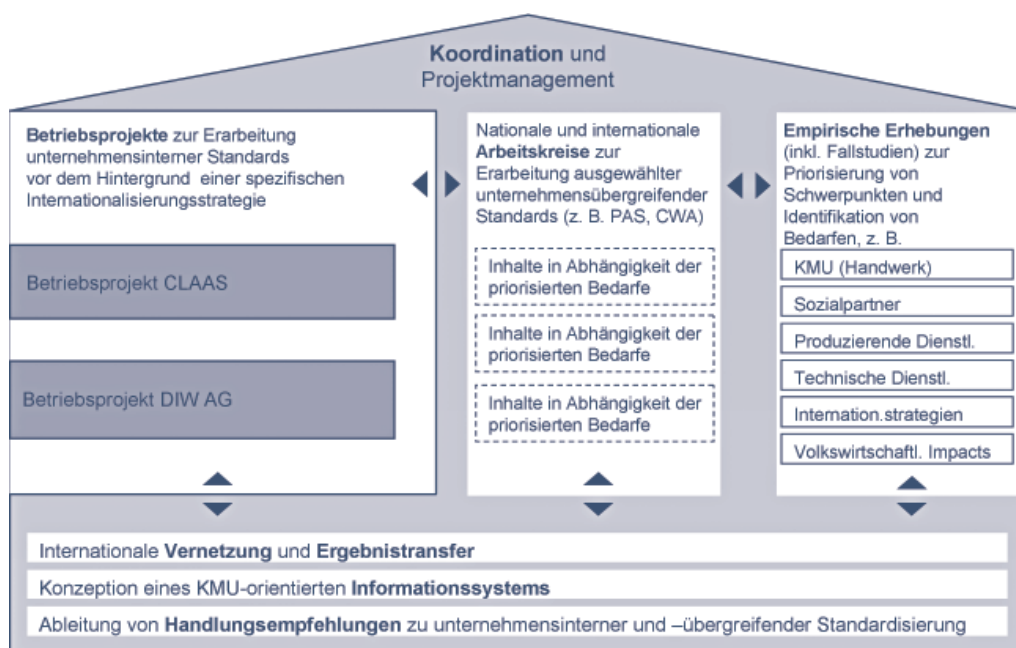 Koordination und
Projektmanagement
Betriebsprojekte zur Erarbeitung
unternehmensinterner Standards
vor dem Hintergrund einer spezifischen
Internationalisierungsstrategie
Betriebsprojekt CLAAS
Betriebsprojekt DIW AG
Nationale und internationale
Arbeitskreise zur
Erarbeitung ausgewählter
unternehmensübergreifender
Standards (z. B. PAS, CWA)
Inhalte in Abhängigkeit der
priorisierten Bedarfe
Inhalte in Abhängigkeit der
priorisierten Bedarfe
Inhalte in Abhängigkeit der
priorisierten Bedarfe
Empirische Erhebungen
(inkl. Fallstudien) zur
Priorisierung von
Schwerpunkten und
Identifikation von
Bedarfen, z. B.
KMU (Handwerk)
Sozialpartner
Produzierende Dienstl.
Technische Dienstl.
Internation.strategien
Volkswirtschaftl. Impacts
Internationale Vernetzung und Ergebnistransfer
Konzeption eines KMU-orientierten Informationssystems
Ableitung von Handlungsempfehlungen zu unternehmensinterner und –übergreifender Standardisierung